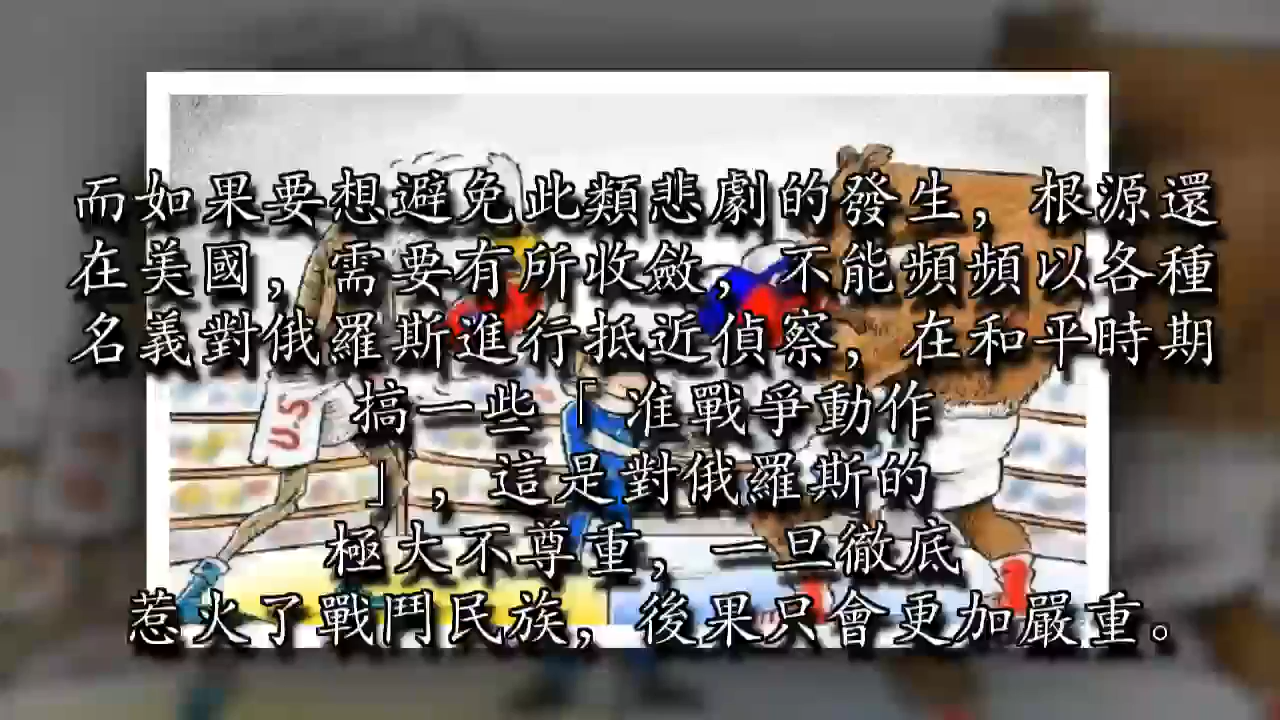 而如果要想避免此類悲劇的發生，根源還
在美國，需要有所收斂，不能頻頻以各種
名義對俄羅斯進行抵近偵察，在和平時期
搞一些「准戰爭動作
」，這是對俄羅斯的
極大不尊重，一旦徹底
惹火了戰鬥民族，後果只會更加嚴重。
U.S